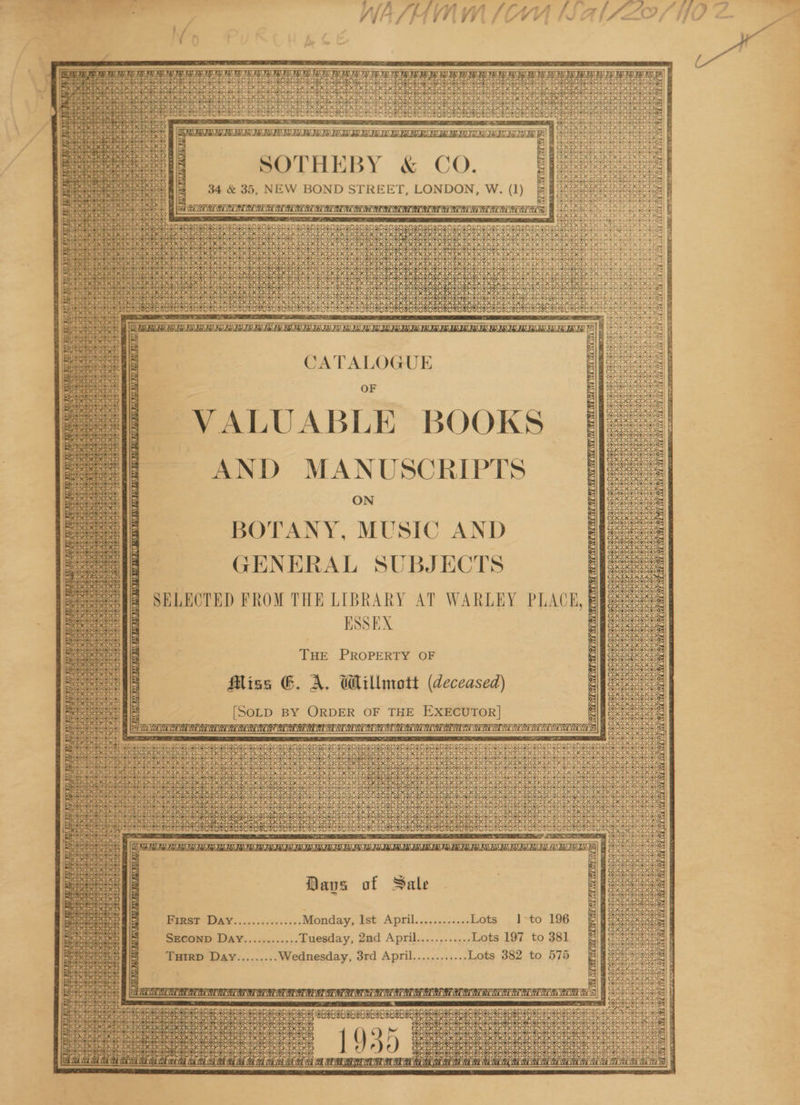 No PURCHASE
SOTHEBY & CO.
34 & 35, NEW BOND STREET, LONDON, W. (1)
CATALOGUE
OF
VALUABLE BOOKS
AND MANUSCRIPTS
ON
BOTANY, MUSIC AND
GENERAL SUBJECTS
SELECTED FROM THE LIBRARY AT WARLEY PLACE,
ESSEX
THE PROPERTY OF
Miss E. A. Willmott (deceased)
[SOLD BY ORDER OF THE EXECUTOR]
Days of Sale
FIRST DAY...............Monday, 1st April............Lots 1 to 196
SECOND DAY............Tuesday, 2nd April............Lots 197 to 381
THIRD DAY.........Wednesday, 3rd April............Lots 382 to 575
1935